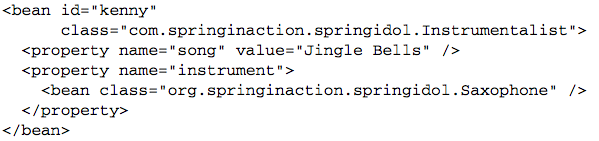 <bean id="kenny"
      class="com.springinaction.springidol.Instrumentalist">
  <property name="song" value="Jingle Bells" />
  <property name="instrument">
    <bean class="org.springinaction.springidol.Saxophone" />
  </property>
</bean>